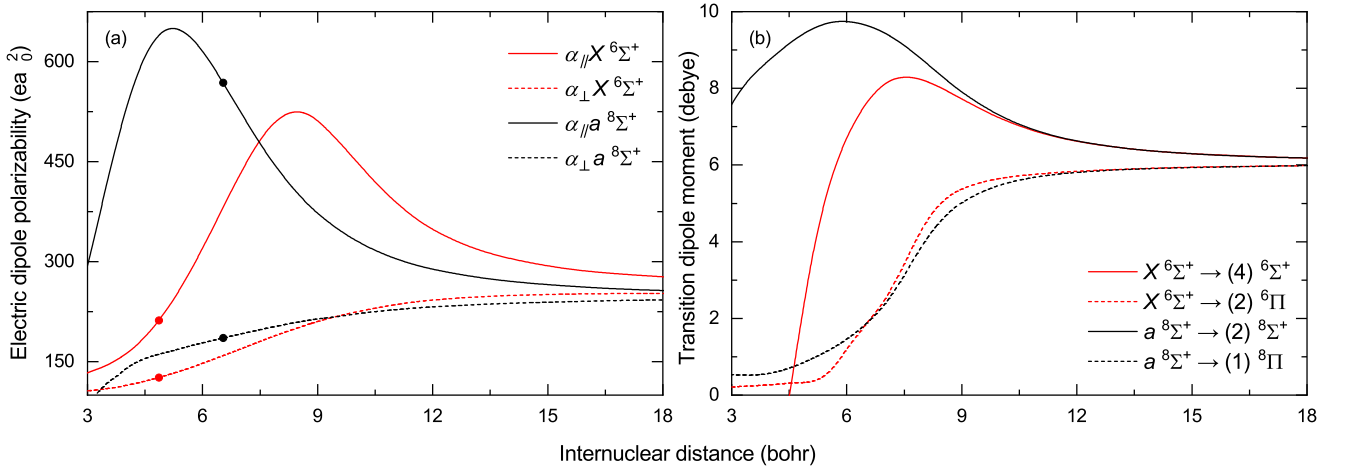 (a)
α∥ X ⁶Σ⁺
α⊥ X ⁶Σ⁺
α∥ a ⁸Σ⁺
α⊥ a ⁸Σ⁺
Electric dipole polarizability (ea ²₀)
600
450
300
150
3 6 9 12 15 18
(b)
Transition dipole moment (debye)
10
8
6
4
2
0
X ⁶Σ⁺ → (4) ⁶Σ⁺
X ⁶Σ⁺ → (2) ⁶Π
a ⁸Σ⁺ → (2) ⁸Σ⁺
a ⁸Σ⁺ → (1) ⁸Π
3 6 9 12 15 18
Internuclear distance (bohr)